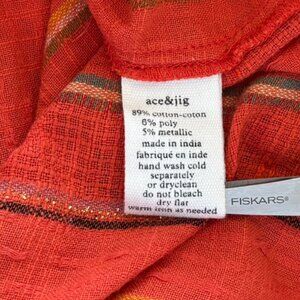 ace&jig
89% cotton-coton
6% poly
5% metallic
made in india
fabriqué en inde
hand wash cold
separately
or dryclean
do not bleach
dry flat
warm iron as needed
FISKARS®